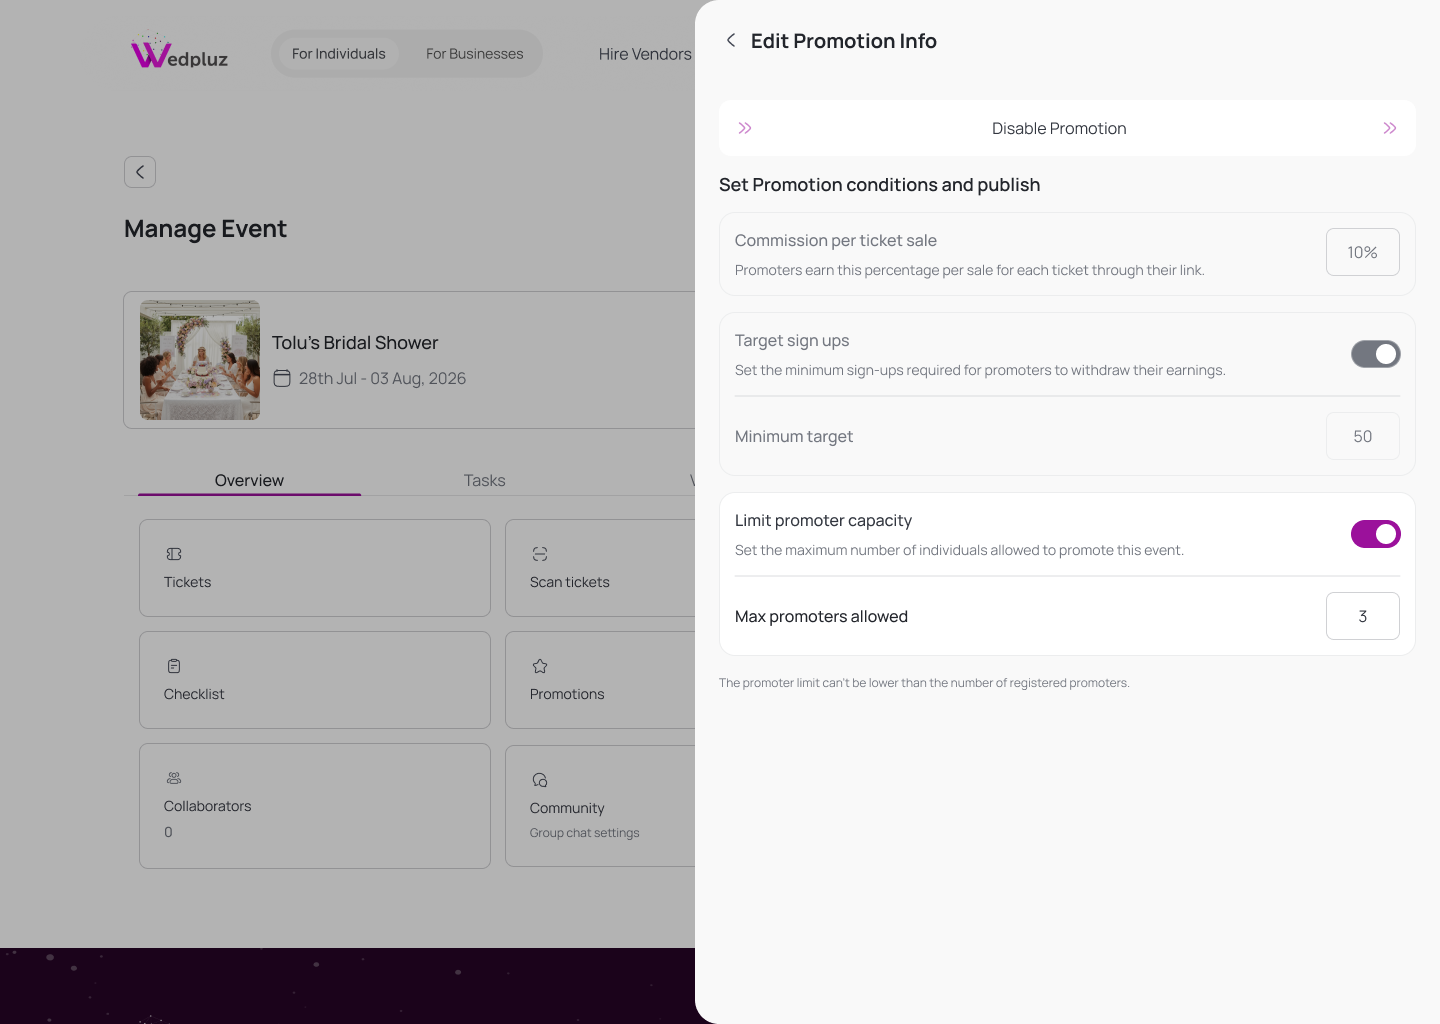 Wedpluz
For Individuals
For Businesses
Hire Vendors
Manage Event
Tolu's Bridal Shower
28th Jul - 03 Aug, 2026
Overview
Tasks
Tickets
Scan tickets
Checklist
Promotions
Collaborators
0
Community
Group chat settings
Edit Promotion Info
Disable Promotion
Set Promotion conditions and publish
Commission per ticket sale
10%
Promoters earn this percentage per sale for each ticket through their link.
Target sign ups
Set the minimum sign-ups required for promoters to withdraw their earnings.
Minimum target
50
Limit promoter capacity
Set the maximum number of individuals allowed to promote this event.
Max promoters allowed
3
The promoter limit can't be lower than the number of registered promoters.